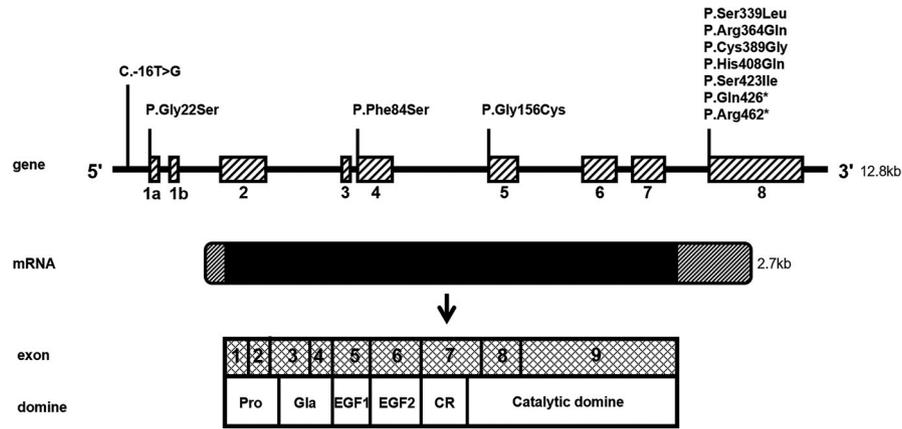 P.Ser339Leu
P.Arg364Gln
P.Cys389Gly
P.His408Gln
P.Ser423Ile
P.Gln426*
P.Arg462*
C.-16T>G
P.Gly22Ser
P.Phe84Ser
P.Gly156Cys
gene 5' 3' 12.8kb
1a 1b 2 3 4 5 6 7 8
mRNA 2.7kb
exon 1 2 3 4 5 6 7 8 9
domine Pro Gla EGF1 EGF2 CR Catalytic domine